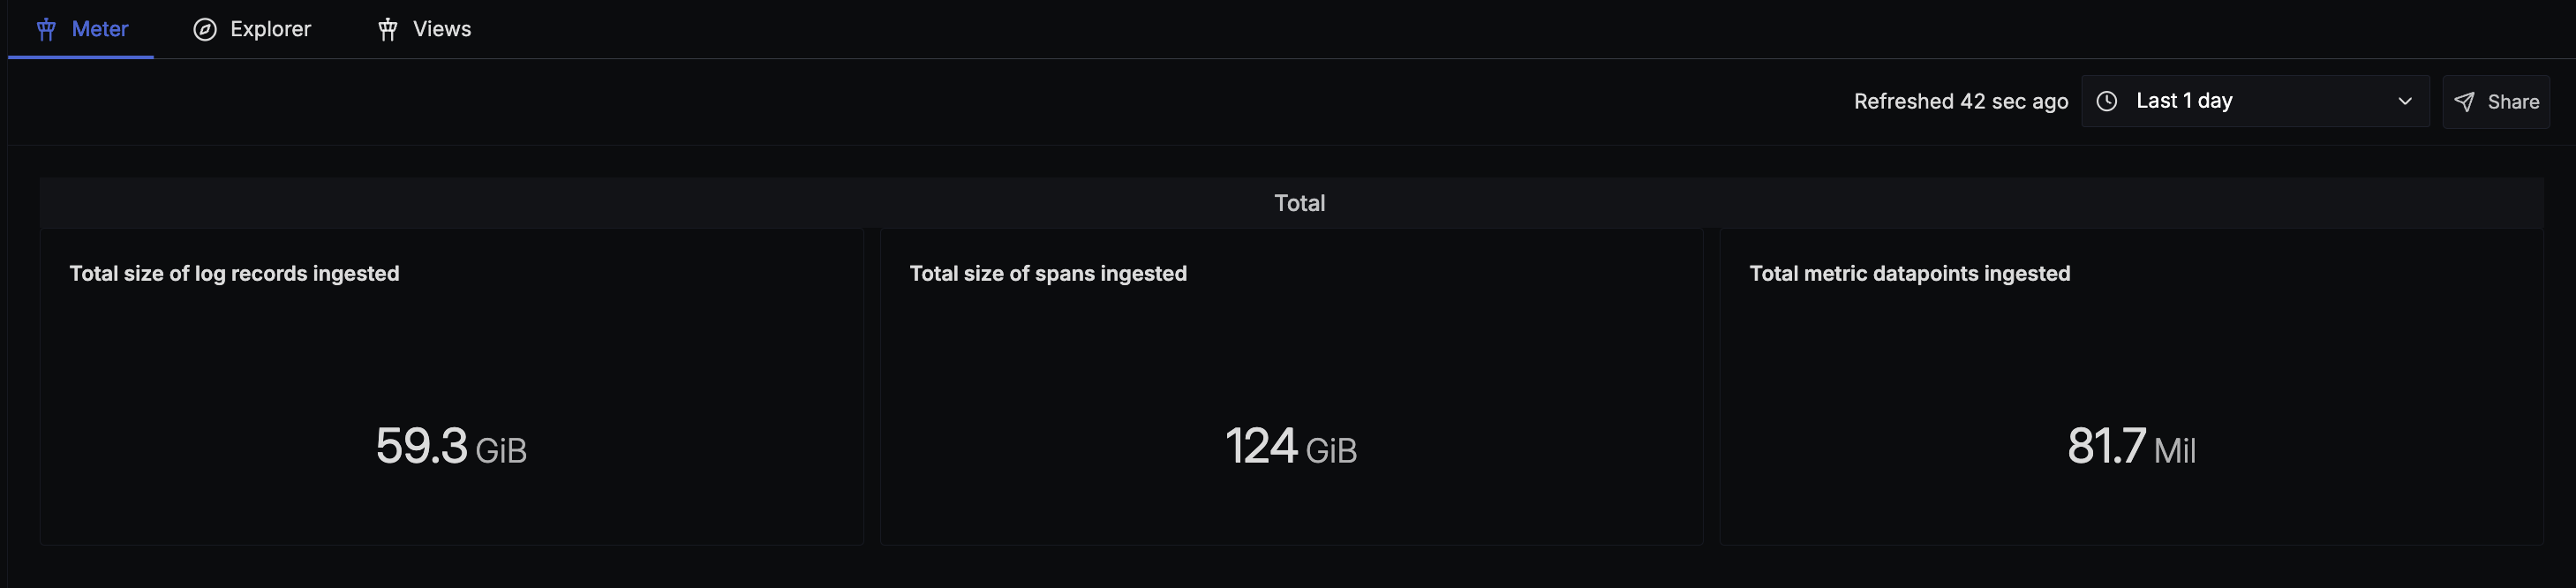 Meter Explorer Views
Refreshed 42 sec ago Last 1 day Share
Total
Total size of log records ingested
59.3 GiB
Total size of spans ingested
124 GiB
Total metric datapoints ingested
81.7 Mil